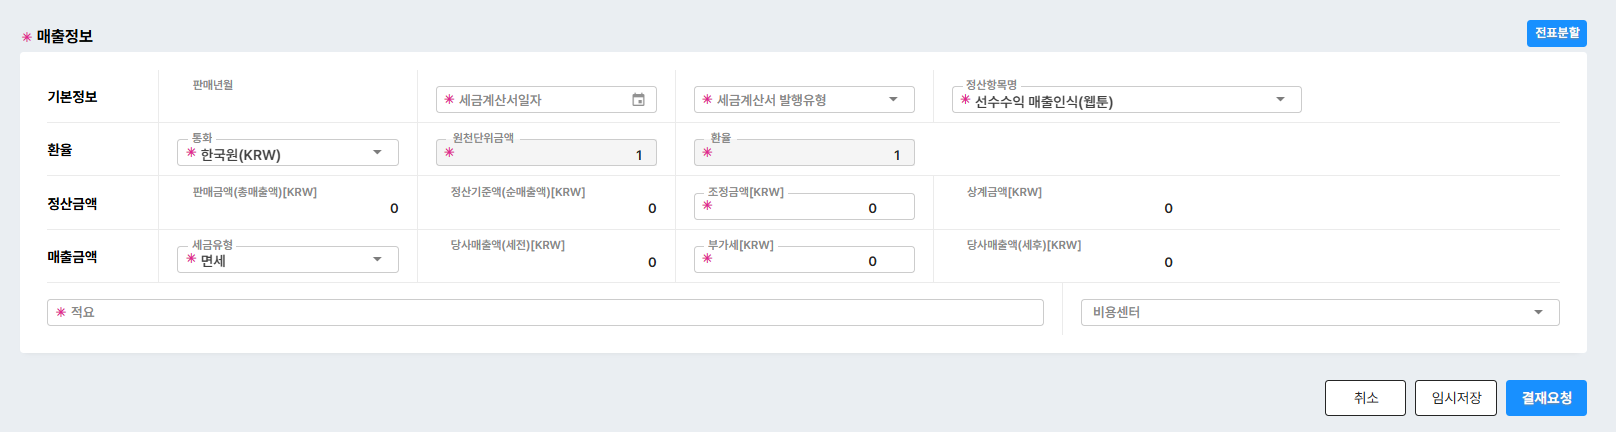 ✳ 매출정보
전표분할
기본정보
판매년월
✳ 세금계산서일자
✳ 세금계산서 발행유형
정산항목명
✳ 선수수익 매출인식(웹툰)
환율
통화
✳ 한국원(KRW)
원천단위금액
✳ 1
환율
✳ 1
정산금액
판매금액(총매출액)[KRW]
0
정산기준액(순매출액)[KRW]
0
조정금액[KRW]
✳ 0
상계금액[KRW]
0
매출금액
세금유형
✳ 면세
당사매출액(세전)[KRW]
0
부가세[KRW]
✳ 0
당사매출액(세후)[KRW]
0
✳ 적요
비용센터
취소
임시저장
결재요청